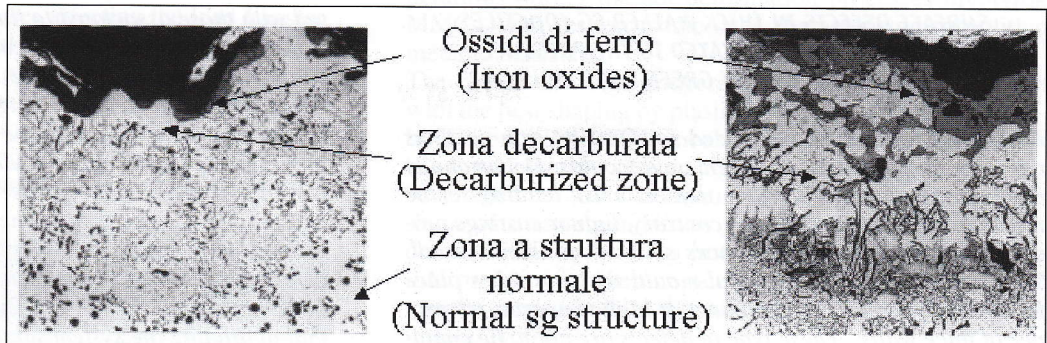 Ossidi di ferro
(Iron oxides)
Zona decarburata
(Decarburized zone)
Zona a struttura
normale
(Normal sg structure)